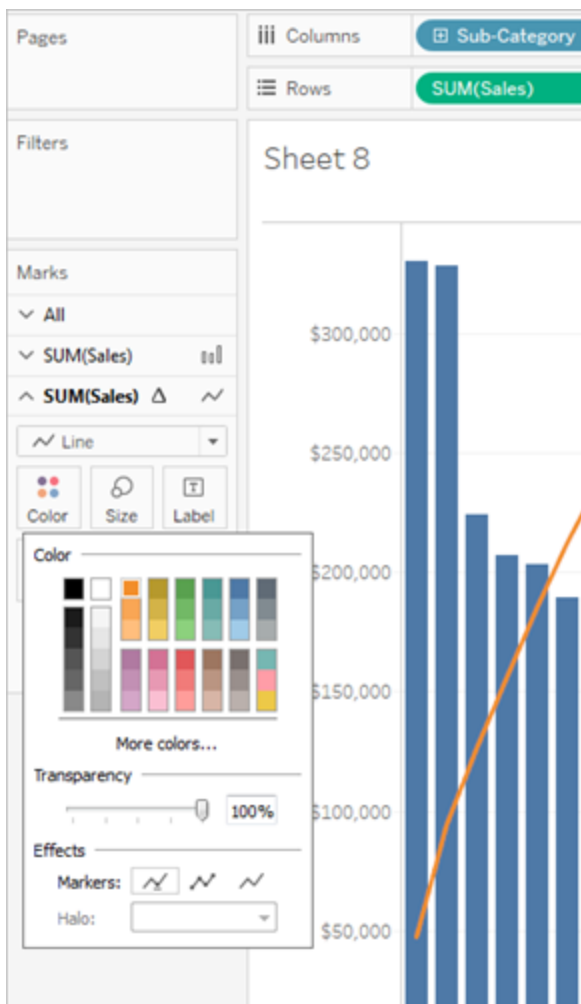 Pages
Columns
Sub-Category
Rows
SUM(Sales)
Filters
Sheet 8
Marks
All
SUM(Sales)
SUM(Sales) Δ
Line
Color Size Label
Color
More colors...
Transparency
100%
Effects
Markers:
Halo:
$300,000
$250,000
$200,000
$150,000
$100,000
$50,000